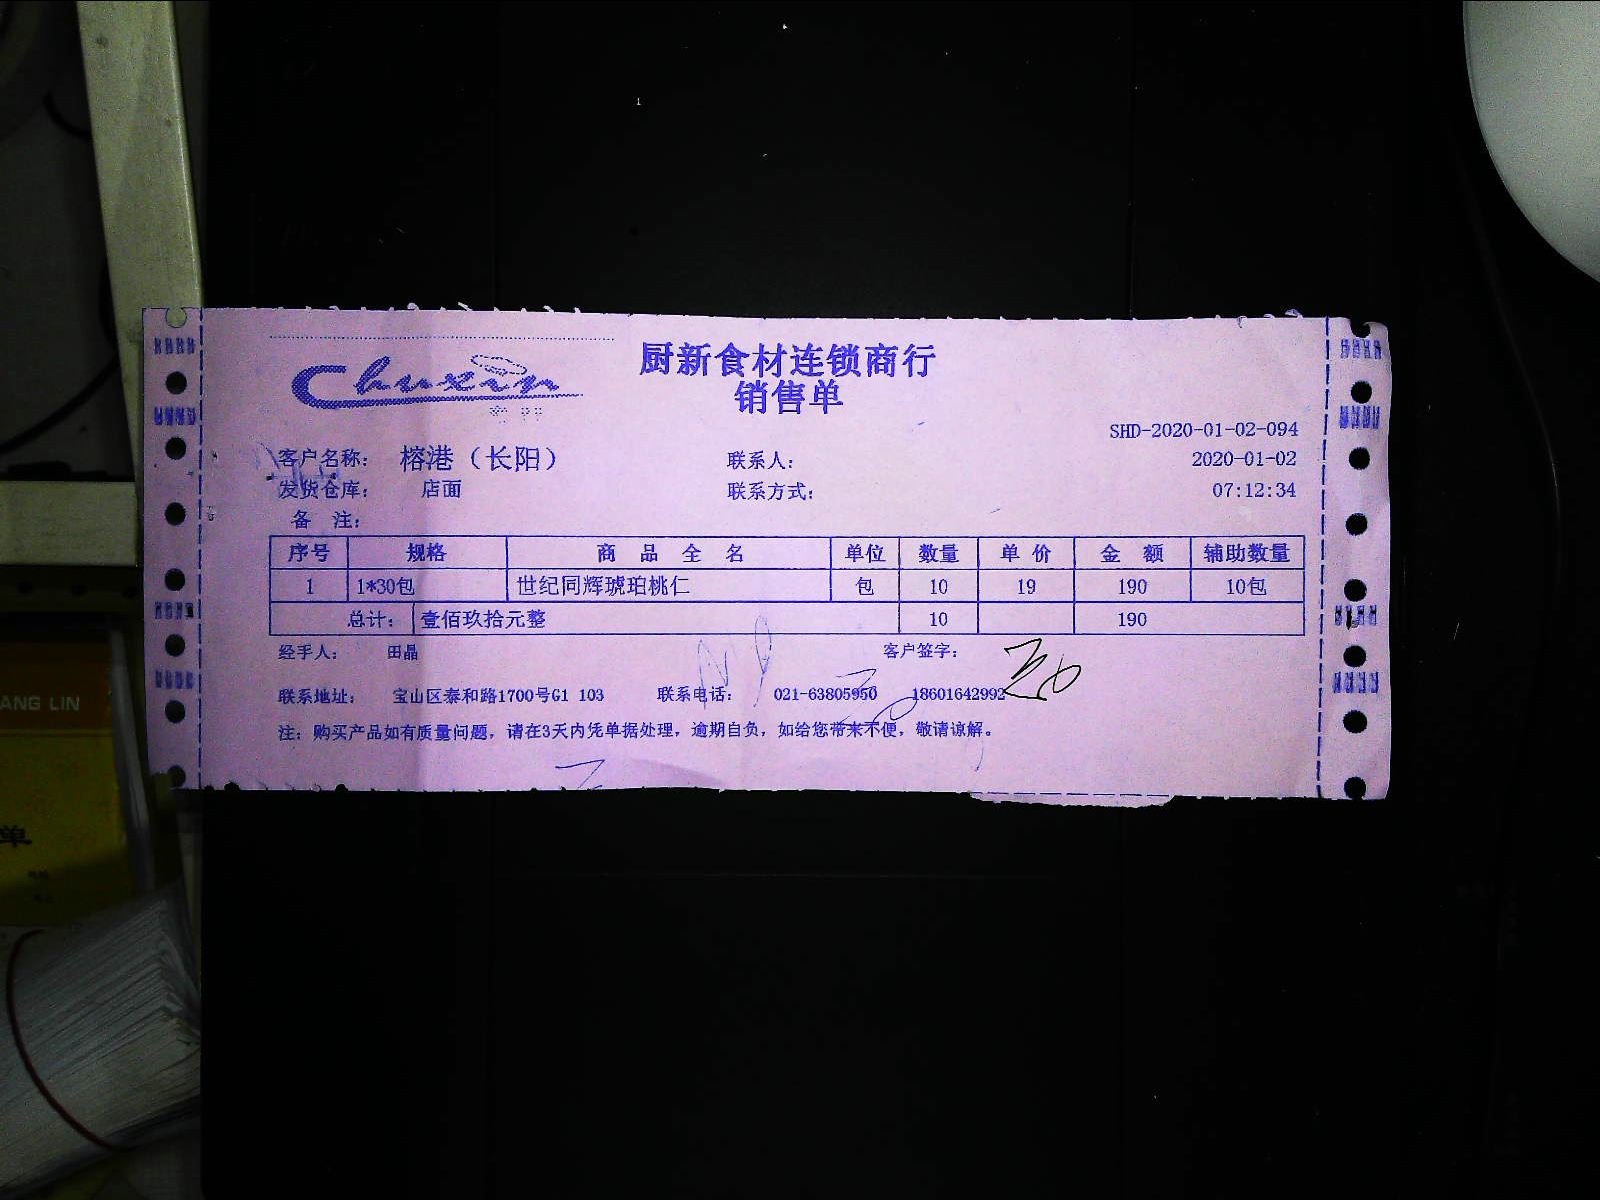 Chuxin
厨新食材连锁商行
销售单
SHD-2020-01-02-094
客户名称: 榕港（长阳） 联系人: 2020-01-02
发货仓库: 店面 联系方式: 07:12:34
备 注:
序号 规格 商 品 全 名 单位 数量 单 价 金 额 辅助数量
1 1*30包 世纪同辉琥珀桃仁 包 10 19 190 10包
总计: 壹佰玖拾元整 10 190
经手人: 田晶 客户签字:
联系地址: 宝山区泰和路1700号G1 103 联系电话: 021-63805950 18601642992
注: 购买产品如有质量问题, 请在3天内凭单据处理, 逾期自负, 如给您带来不便, 敬请谅解。
ANG LIN
单